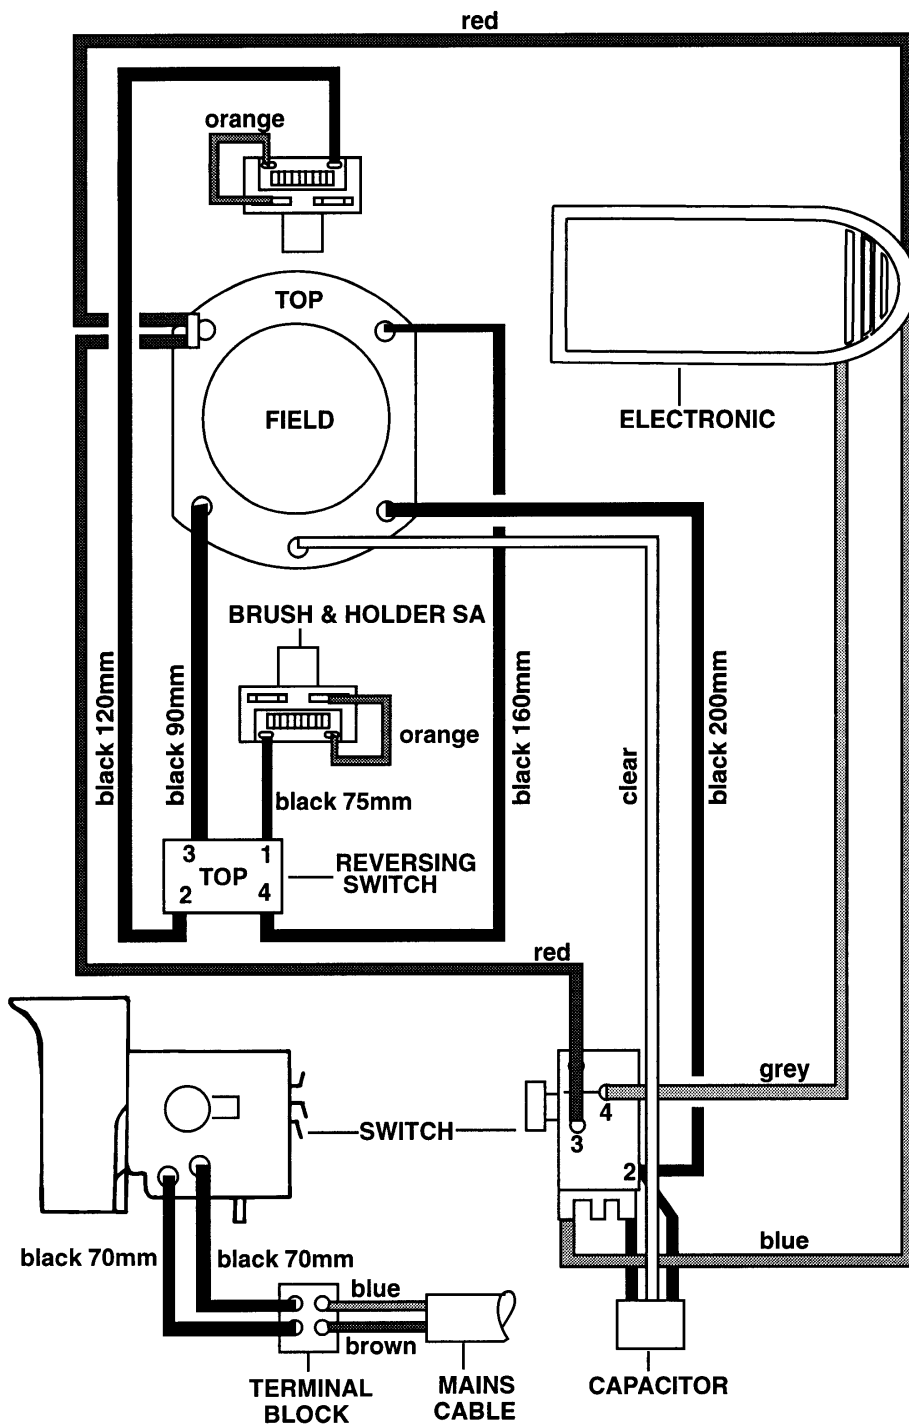 red
orange
TOP
FIELD
ELECTRONIC
BRUSH & HOLDER SA
black 120mm
black 90mm
orange
black 160mm
clear
black 200mm
black 75mm
3 1
TOP
2 4
REVERSING
SWITCH
red
grey
4
SWITCH
3
2
black 70mm
black 70mm
blue
blue
brown
TERMINAL
BLOCK
MAINS
CABLE
CAPACITOR